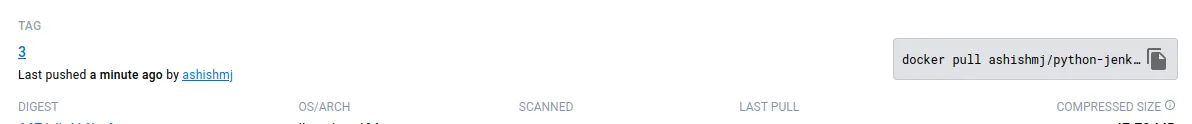 TAG
3
docker pull ashishmj/python-jenk…
Last pushed a minute ago by ashishmj
DIGEST OS/ARCH SCANNED LAST PULL COMPRESSED SIZE